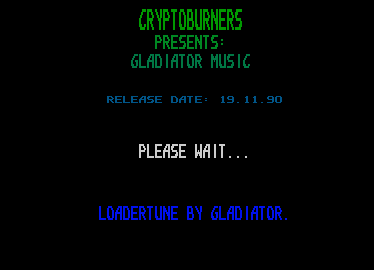 CRYPTOBURNERS
PRESENTS:
GLADIATOR MUSIC
RELEASE DATE: 19.11.90
PLEASE WAIT...
LOADERTUNE BY GLADIATOR.